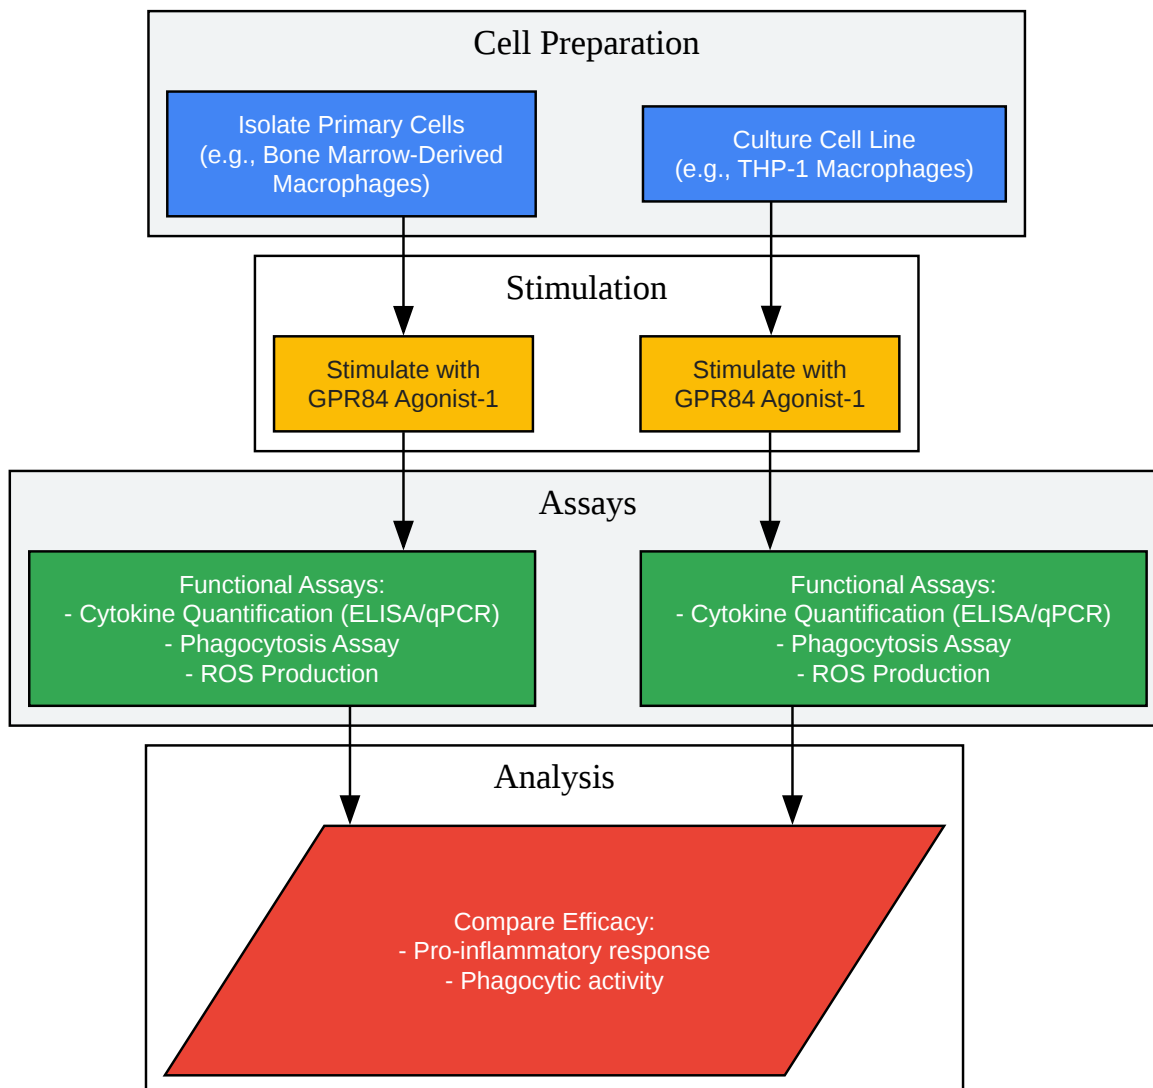 Cell Preparation
Isolate Primary Cells
(e.g., Bone Marrow-Derived
Macrophages)
Culture Cell Line
(e.g., THP-1 Macrophages)
Stimulation
Stimulate with
GPR84 Agonist-1
Stimulate with
GPR84 Agonist-1
Assays
Functional Assays:
- Cytokine Quantification (ELISA/qPCR)
- Phagocytosis Assay
- ROS Production
Functional Assays:
- Cytokine Quantification (ELISA/qPCR)
- Phagocytosis Assay
- ROS Production
Analysis
Compare Efficacy:
- Pro-inflammatory response
- Phagocytic activity